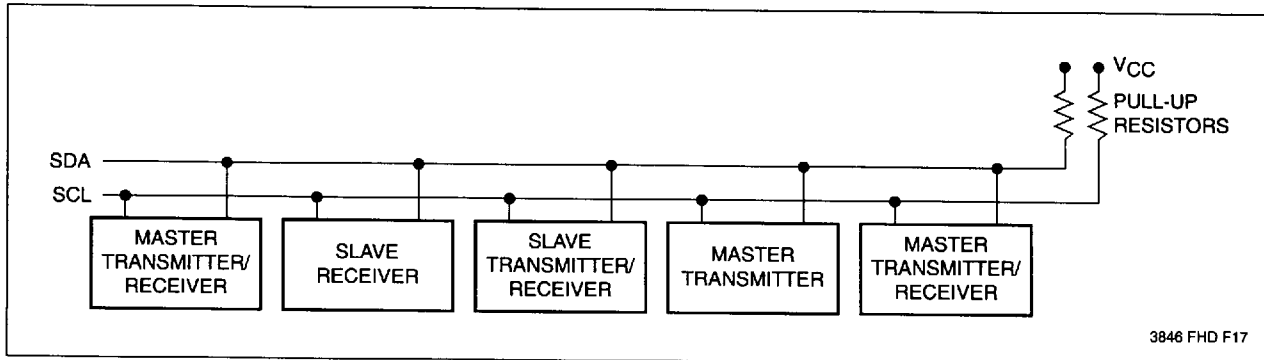 VCC
PULL-UP
RESISTORS
SDA
SCL
MASTER
TRANSMITTER/
RECEIVER
SLAVE
RECEIVER
SLAVE
TRANSMITTER/
RECEIVER
MASTER
TRANSMITTER
MASTER
TRANSMITTER/
RECEIVER
3846 FHD F17